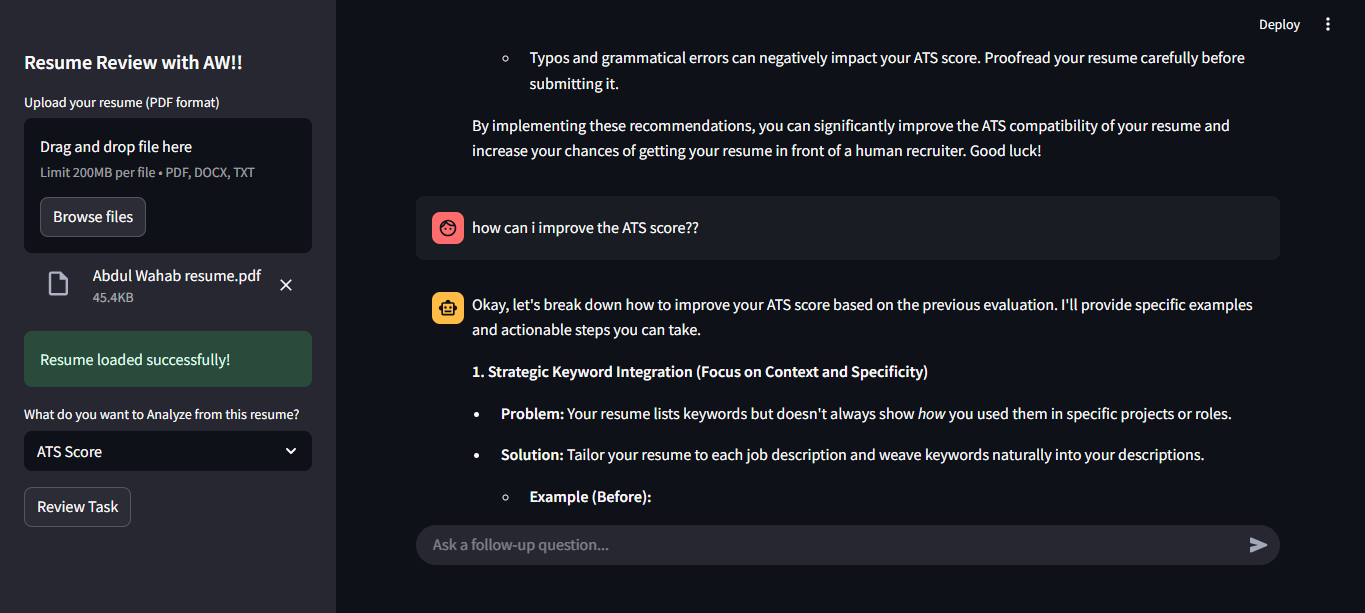 Deploy
Resume Review with AW!!
Upload your resume (PDF format)
Drag and drop file here
Limit 200MB per file • PDF, DOCX, TXT
Browse files
Abdul Wahab resume.pdf
45.4KB
Resume loaded successfully!
What do you want to Analyze from this resume?
ATS Score
Review Task
Typos and grammatical errors can negatively impact your ATS score. Proofread your resume carefully before
submitting it.
By implementing these recommendations, you can significantly improve the ATS compatibility of your resume and
increase your chances of getting your resume in front of a human recruiter. Good luck!
how can i improve the ATS score??
Okay, let's break down how to improve your ATS score based on the previous evaluation. I'll provide specific examples
and actionable steps you can take.
1. Strategic Keyword Integration (Focus on Context and Specificity)
• Problem: Your resume lists keywords but doesn't always show how you used them in specific projects or roles.
• Solution: Tailor your resume to each job description and weave keywords naturally into your descriptions.
Example (Before):
Ask a follow-up question...